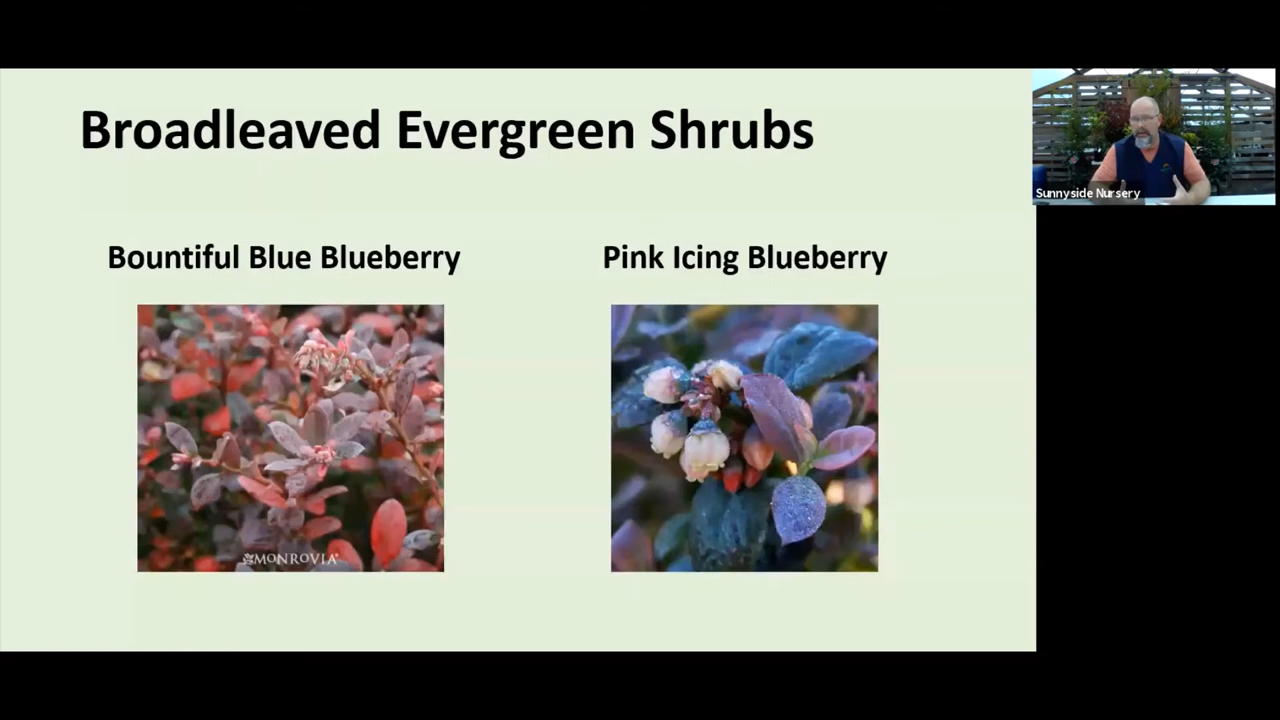 Broadleaved Evergreen Shrubs
Bountiful Blue Blueberry
Pink Icing Blueberry
MONROVIA
Sunnyside Nursery